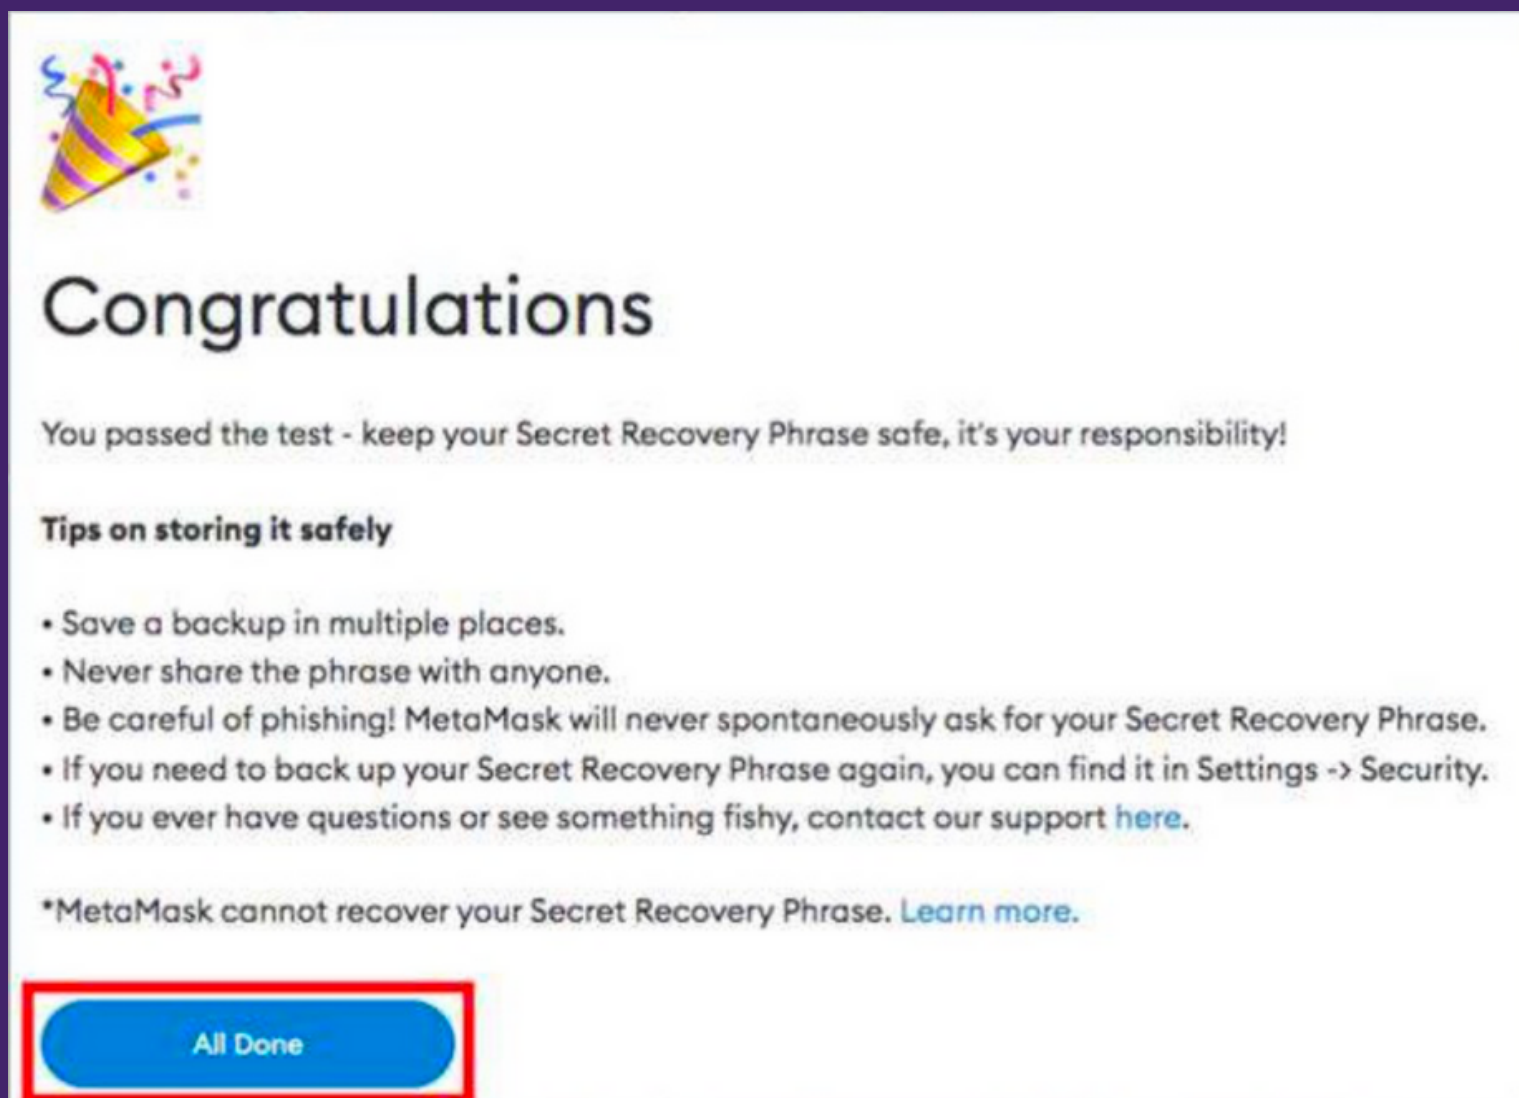 Congratulations
You passed the test - keep your Secret Recovery Phrase safe, it's your responsibility!
Tips on storing it safely
• Save a backup in multiple places.
• Never share the phrase with anyone.
• Be careful of phishing! MetaMask will never spontaneously ask for your Secret Recovery Phrase.
• If you need to back up your Secret Recovery Phrase again, you can find it in Settings -> Security.
• If you ever have questions or see something fishy, contact our support here.
*MetaMask cannot recover your Secret Recovery Phrase. Learn more.
All Done